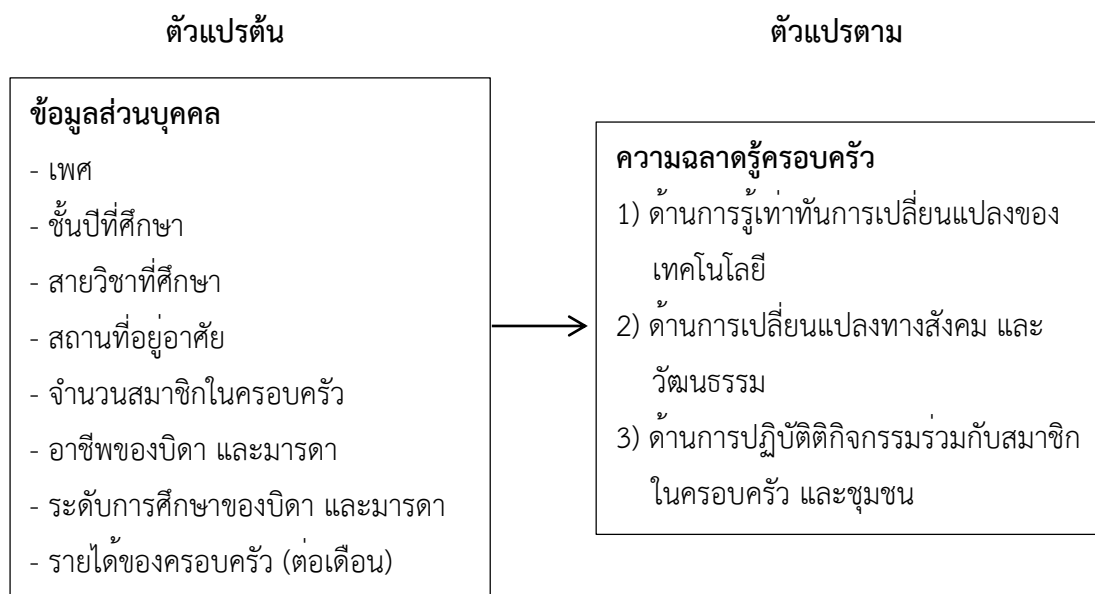 ตัวแปรต้น
ตัวแปรตาม
ข้อมูลส่วนบุคคล
- เพศ
- ชั้นปีที่ศึกษา
- สายวิชาที่ศึกษา
- สถานที่อยู่อาศัย
- จำนวนสมาชิกในครอบครัว
- อาชีพของบิดา และมารดา
- ระดับการศึกษาของบิดา และมารดา
- รายได้ของครอบครัว (ต่อเดือน)
ความฉลาดรู้ครอบครัว
1) ด้านการรู้เท่าทันการเปลี่ยนแปลงของ
เทคโนโลยี
2) ด้านการเปลี่ยนแปลงทางสังคม และ
วัฒนธรรม
3) ด้านการปฏิบัติติกิจกรรมร่วมกับสมาชิก
ในครอบครัว และชุมชน